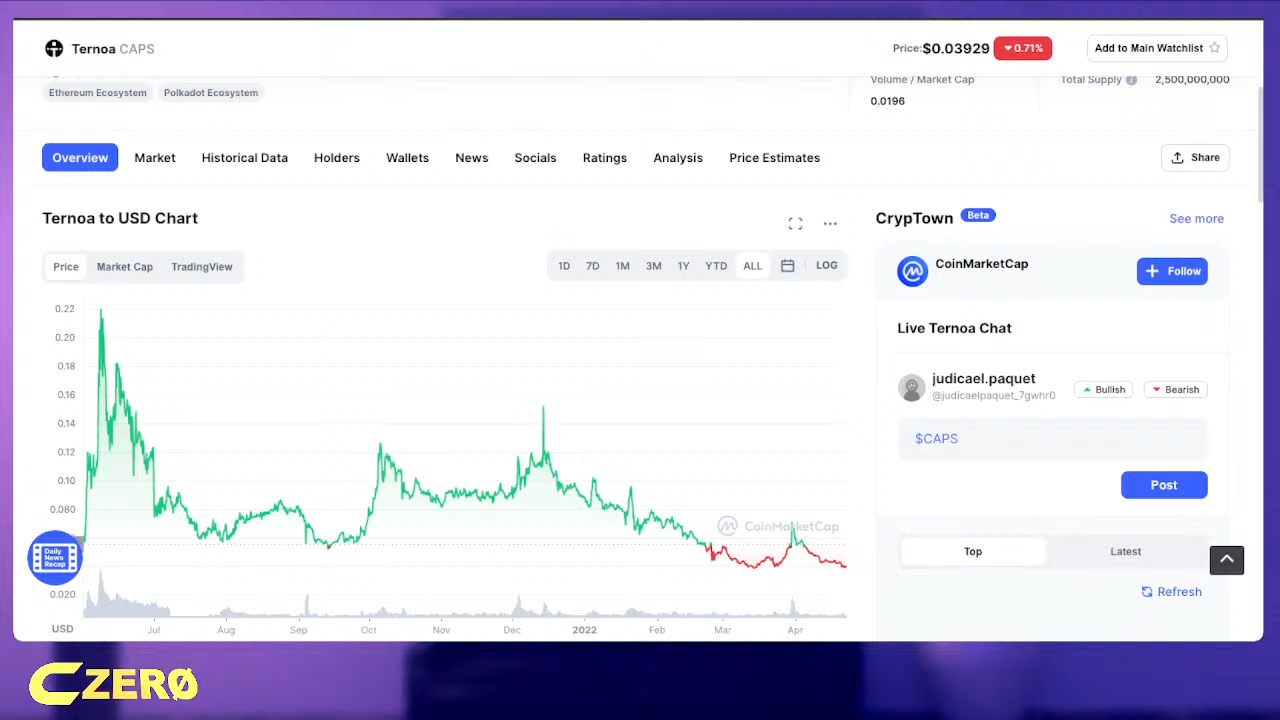 Ternoa CAPS
Price: $0.03929 0.71%
Add to Main Watchlist
Ethereum Ecosystem Polkadot Ecosystem
Volume / Market Cap
0.0196
Total Supply 2,500,000,000
Overview Market Historical Data Holders Wallets News Socials Ratings Analysis Price Estimates
Share
Ternoa to USD Chart
Price Market Cap TradingView
1D 7D 1M 3M 1Y YTD ALL LOG
0.22
0.20
0.18
0.16
0.14
0.12
0.10
0.080
0.020
USD
CoinMarketCap
Jul Aug Sep Oct Nov Dec 2022 Feb Mar Apr
Daily
News
Recap
CrypTown Beta
See more
CoinMarketCap
+ Follow
Live Ternoa Chat
judicael.paquet
@judicaelpaquet_7gwhr0
Bullish Bearish
$CAPS
Post
Top Latest
Refresh
CZERØ